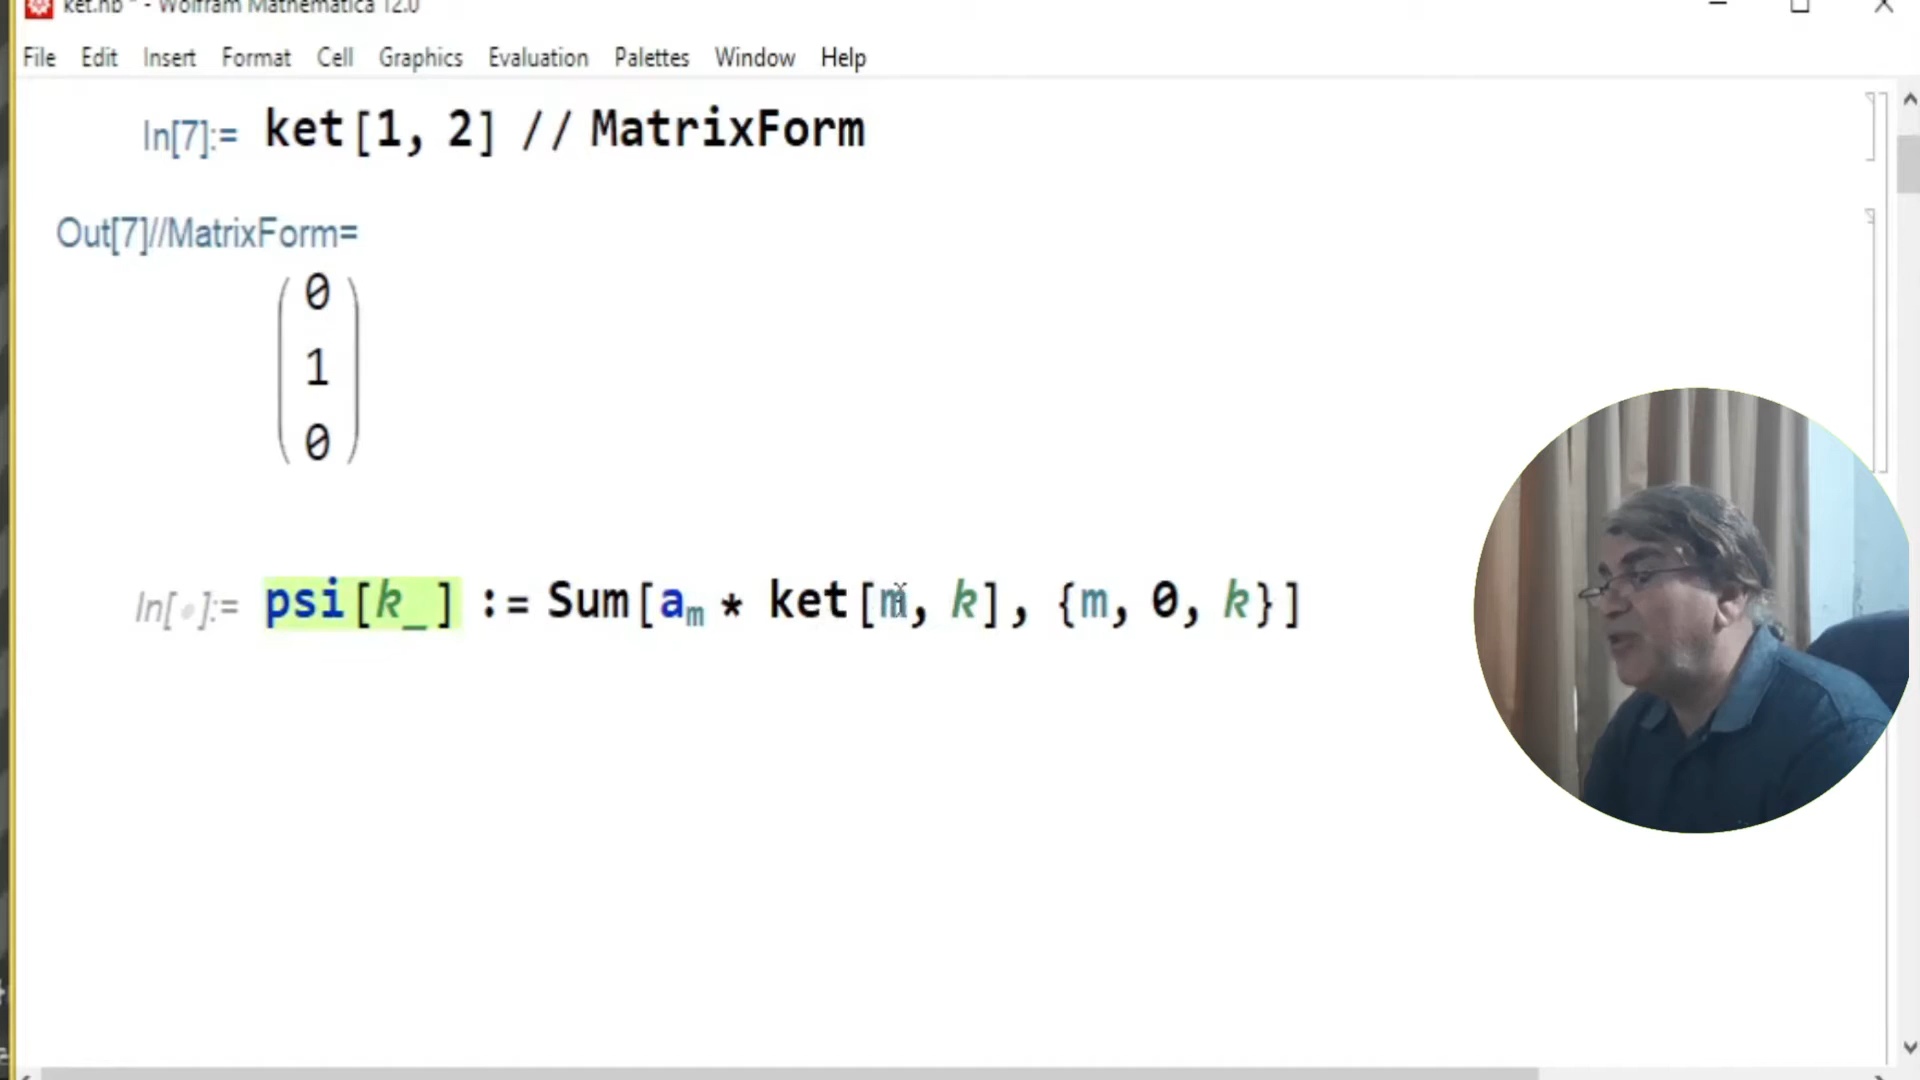 ket.nb * - Wolfram Mathematica 12.0
File Edit Insert Format Cell Graphics Evaluation Palettes Window Help
In[7]:= ket[1, 2] // MatrixForm
Out[7]//MatrixForm=
0
1
0
In[•]:= psi[k_] := Sum[aₘ * ket[m, k], {m, 0, k}]